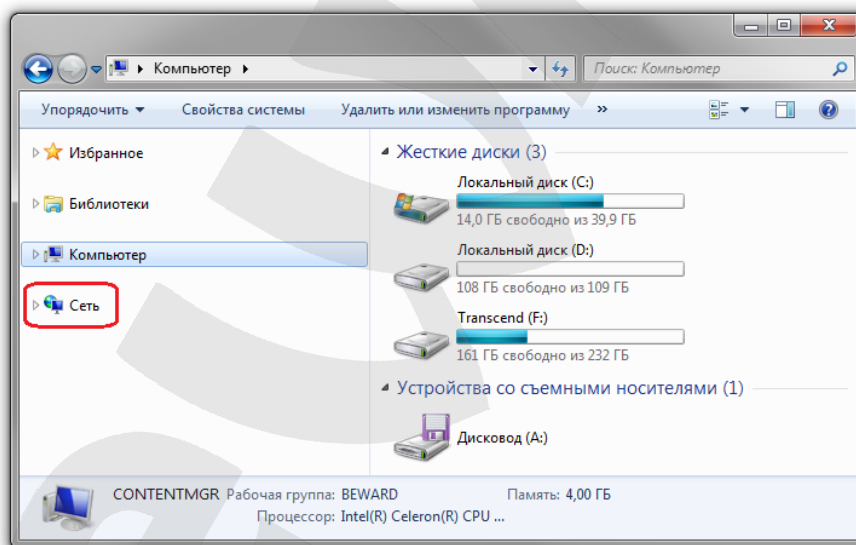 Компьютер
Поиск: Компьютер
Упорядочить Свойства системы Удалить или изменить программу »
Избранное
Библиотеки
Компьютер
Сеть
Жесткие диски (3)
Локальный диск (C:)
14,0 ГБ свободно из 39,9 ГБ
Локальный диск (D:)
108 ГБ свободно из 109 ГБ
Transcend (F:)
161 ГБ свободно из 232 ГБ
Устройства со съемными носителями (1)
Дисковод (A:)
CONTENTMGR Рабочая группа: BEWARD Память: 4,00 ГБ
Процессор: Intel(R) Celeron(R) CPU ...